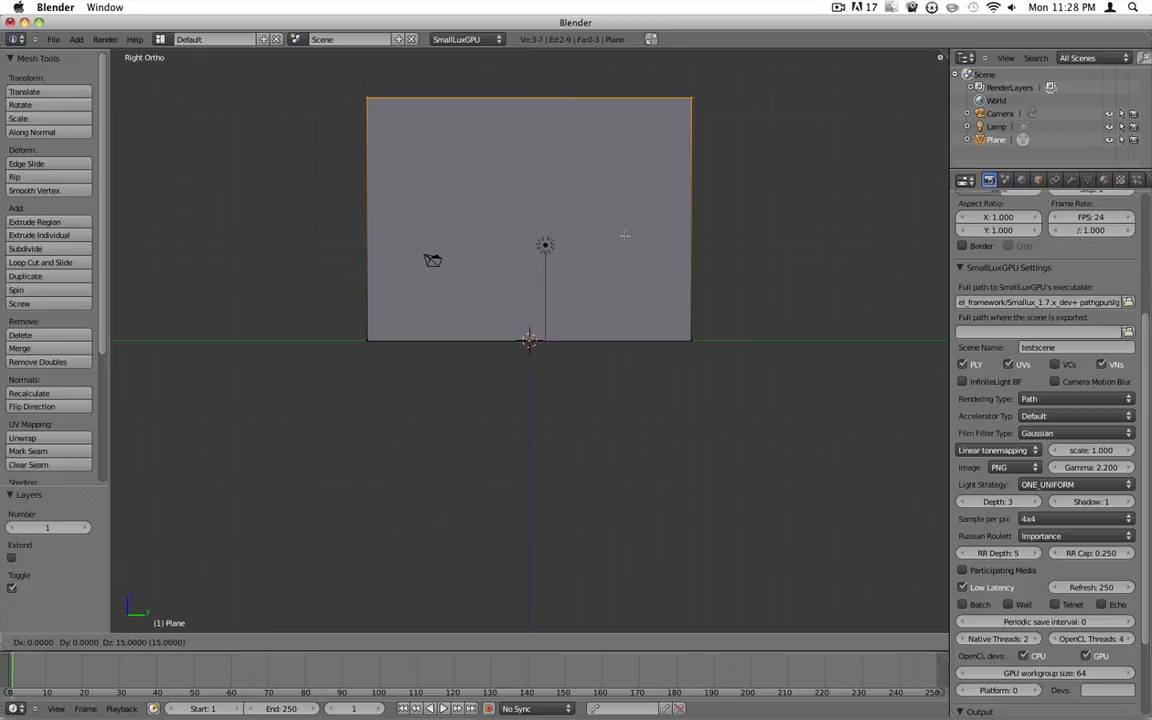 Blender Window 17 Mon 11:28 PM
Blender
File Add Render Help Default Scene SmallLuxGPU Ve:3-7 | Ed:2-9 | Fa:0-3 | Plane View Search All Scenes
Mesh Tools
Transform:
Translate
Rotate
Scale
Along Normal
Deform:
Edge Slide
Rip
Smooth Vertex
Add:
Extrude Region
Extrude Individual
Subdivide
Loop Cut and Slide
Duplicate
Spin
Screw
Remove:
Delete
Merge
Remove Doubles
Normals:
Recalculate
Flip Direction
UV Mapping:
Unwrap
Mark Seam
Clear Seam
Shading:
Layers
Number
1
Extend
Toggle
Right Ortho
z
y
(1) Plane
Dx: 0.0000 Dy: 0.0000 Dz: 15.0000 (15.0000)
0 10 20 30 40 50 60 70 80 90 100 110 120 130 140 150 160 170 180 190 200 210 220 230 240 250
View Frame Playback Start: 1 End: 250 1 No Sync
Scene
RenderLayers
World
Camera
Lamp
Plane
Aspect Ratio: Frame Rate:
X: 1.000 FPS: 24
Y: 1.000 /: 1.000
Border Crop
SmallLuxGPU Settings
Full path to SmallLuxGPU's executable:
el_framework/Smallux_1.7.x_dev+ pathgpu/slg
Full path where the scene is exported:
Scene Name: testscene
PLY UVs VCs VNs
InfiniteLight BF Camera Motion Blur
Rendering Type: Path
Accelerator Typ Default
Film Filter Type: Gaussian
Linear tonemapping scale: 1.000
Image PNG Gamma: 2.200
Light Strategy: ONE_UNIFORM
Depth: 3 Shadow: 1
Sample per pix 4x4
Russian Roulett Importance
RR Depth: 5 RR Cap: 0.250
Participating Media
Low Latency Refresh: 250
Batch Wait Telnet Echo
Periodic save interval: 0
Native Threads: 2 OpenCL Threads: 4
OpenCL devs: CPU GPU
GPU workgroup size: 64
Platform: 0 Devs:
Output